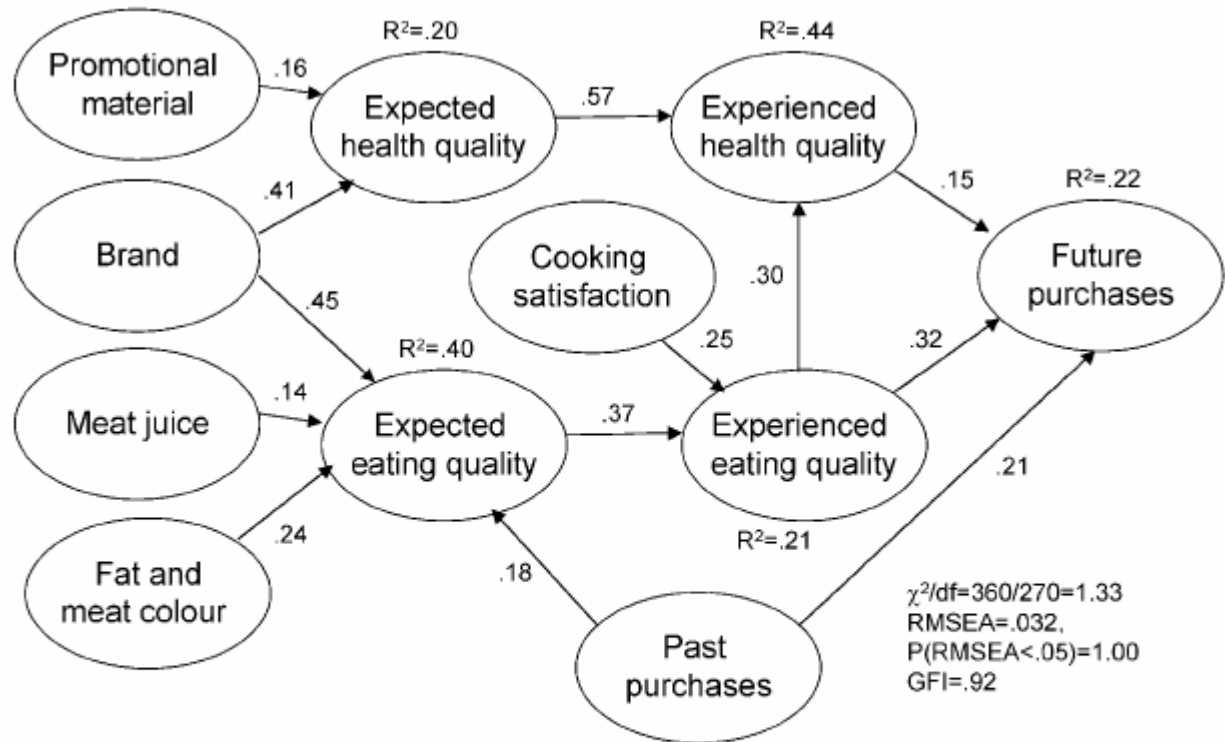 R²=.20
R²=.44
Promotional
material
.16
Expected
health quality
.57
Experienced
health quality
.41
.15
R²=.22
Brand
Cooking
satisfaction
.30
Future
purchases
.45
R²=.40
.25
.32
Meat juice
.14
Expected
eating quality
.37
Experienced
eating quality
.21
.24
R²=.21
Fat and
meat colour
.18
Past
purchases
χ²/df=360/270=1.33
RMSEA=.032,
P(RMSEA<.05)=1.00
GFI=.92